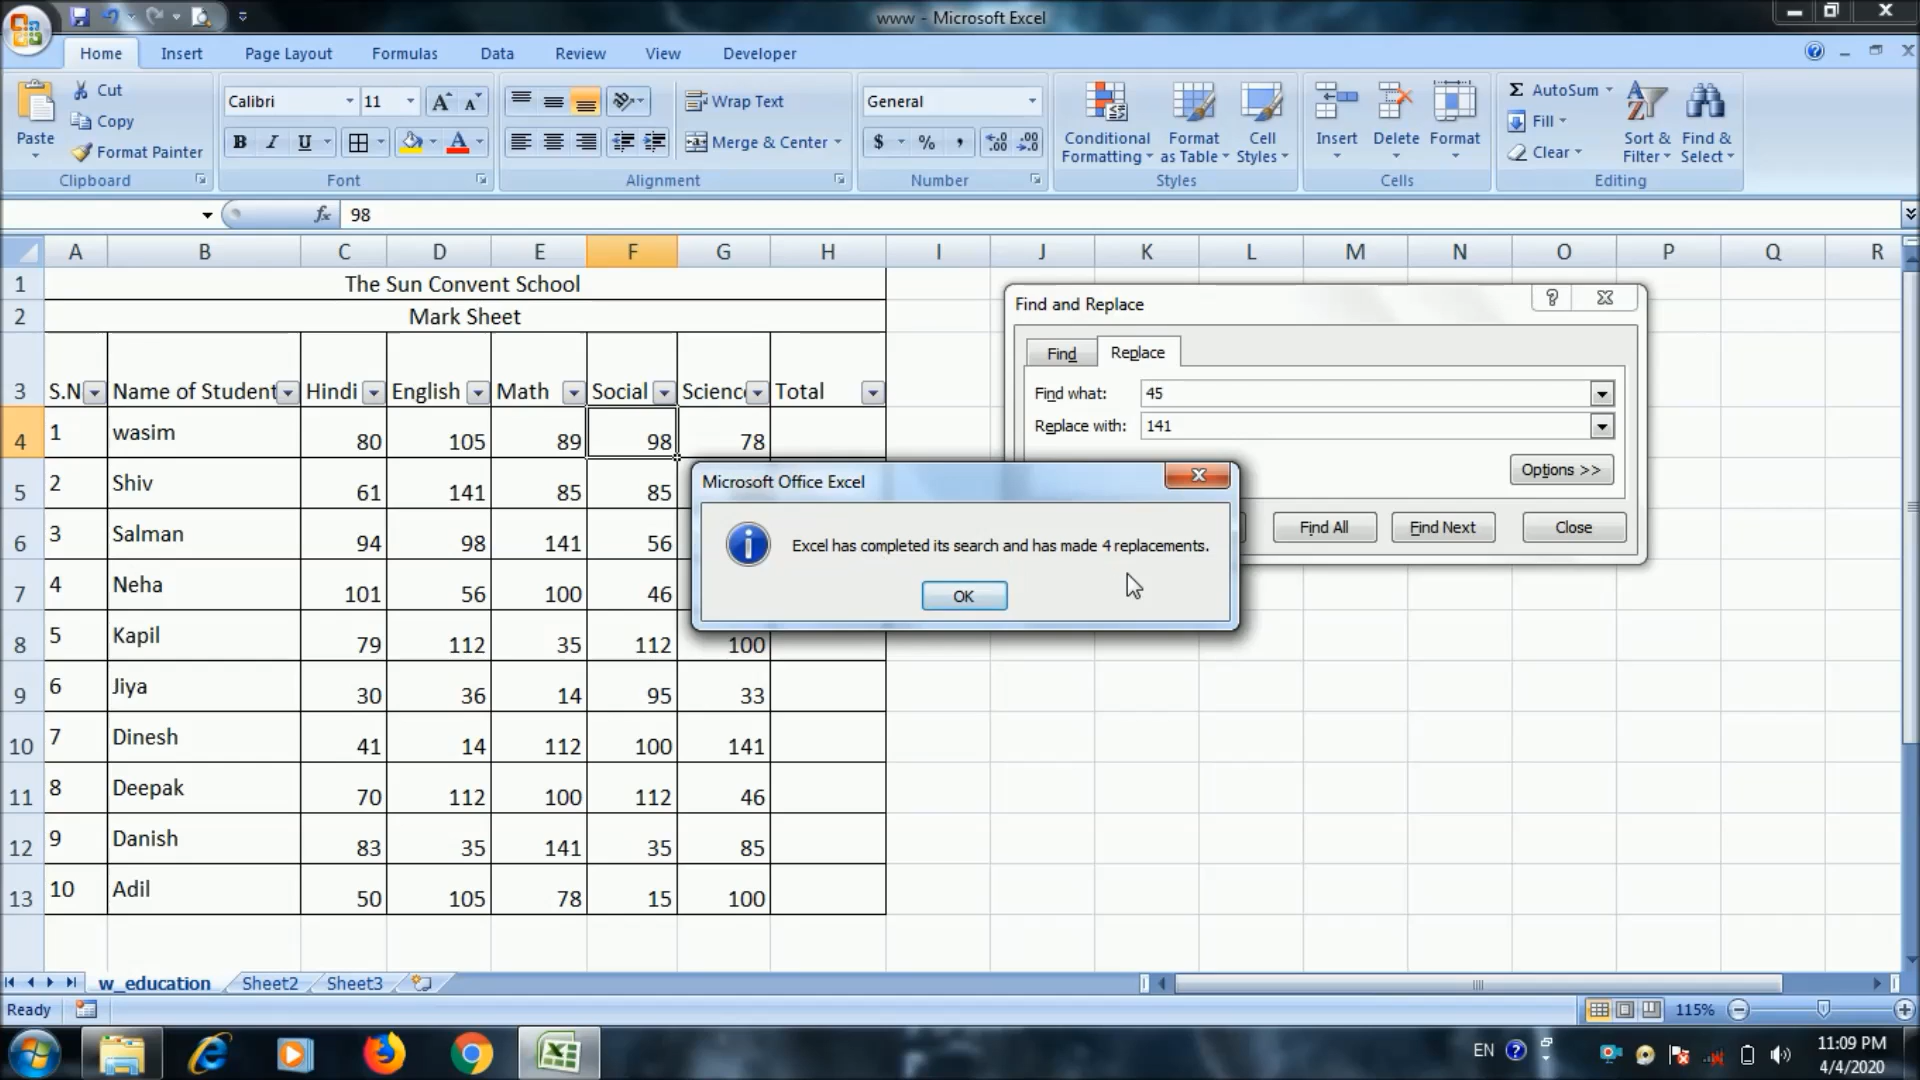 www - Microsoft Excel
Home Insert Page Layout Formulas Data Review View Developer
Paste Cut Copy Format Painter Clipboard
Calibri 11 A A B I U A Font
Wrap Text Merge & Center Alignment
General $ % , .0 .00 .00 .0 Number
Conditional Formatting Format as Table Cell Styles Styles
Insert Delete Format Cells
Σ AutoSum Fill Clear Sort & Filter Find & Select Editing
fx 98
A B C D E F G H I J K L M N O P Q R
1 The Sun Convent School
2 Mark Sheet
3 S.N Name of Student Hindi English Math Social Scienc Total
4 1 wasim 80 105 89 98 78
5 2 Shiv 61 141 85 85
6 3 Salman 94 98 141 56
7 4 Neha 101 56 100 46
8 5 Kapil 79 112 35 112 100
9 6 Jiya 30 36 14 95 33
10 7 Dinesh 41 14 112 100 141
11 8 Deepak 70 112 100 112 46
12 9 Danish 83 35 141 35 85
13 10 Adil 50 105 78 15 100
Find and Replace
Find Replace
Find what: 45
Replace with: 141
Options >>
Find All Find Next Close
Microsoft Office Excel
Excel has completed its search and has made 4 replacements.
OK
w_education Sheet2 Sheet3
Ready 115%
EN 11:09 PM
4/4/2020